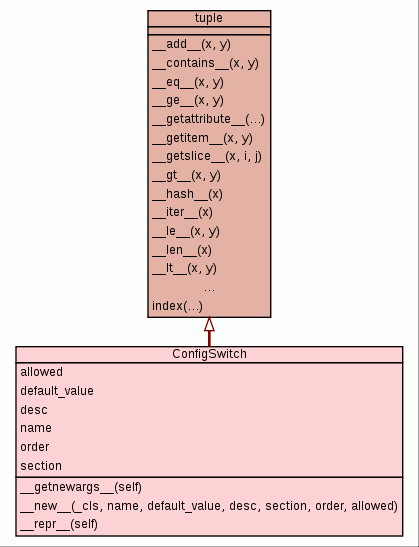 tuple
__add__(x, y)
__contains__(x, y)
__eq__(x, y)
__ge__(x, y)
__getattribute__(...)
__getitem__(x, y)
__getslice__(x, i, j)
__gt__(x, y)
__hash__(x)
__iter__(x)
__le__(x, y)
__len__(x)
__lt__(x, y)
...
index(...)
ConfigSwitch
allowed
default_value
desc
name
order
section
__getnewargs__(self)
__new__(_cls, name, default_value, desc, section, order, allowed)
__repr__(self)